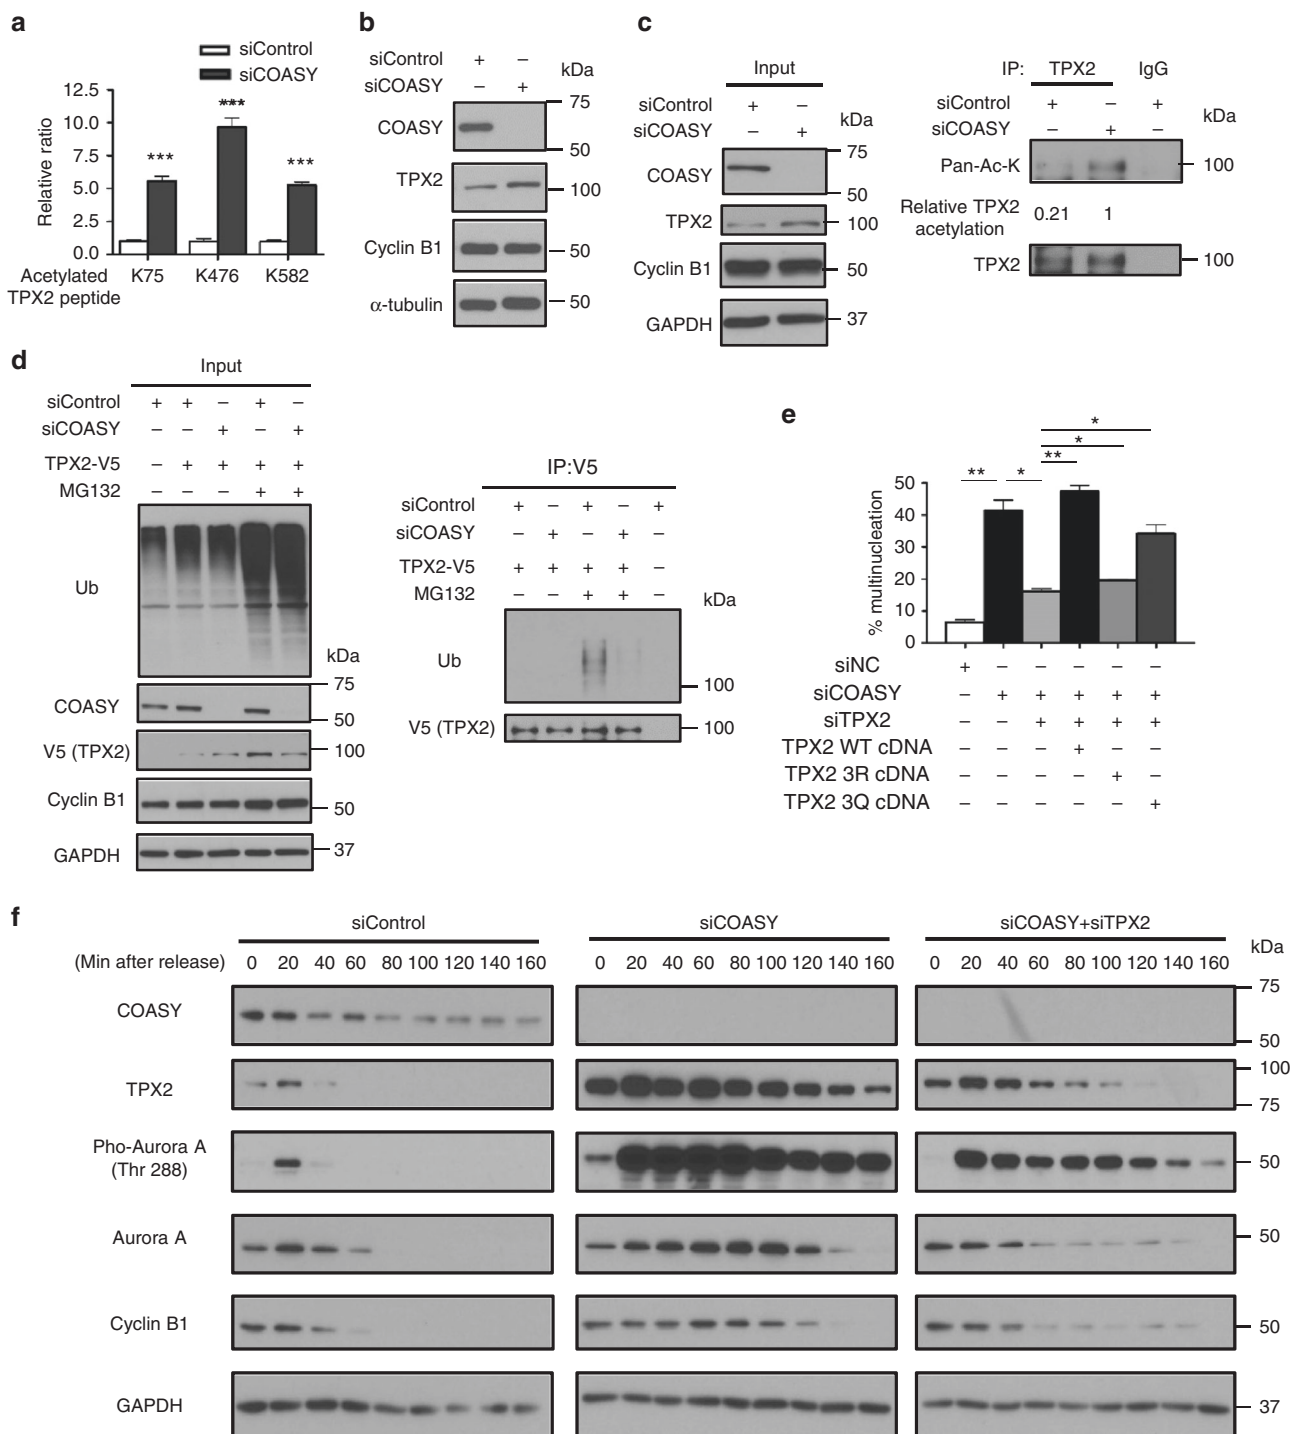 a
siControl
siCOASY
Relative ratio
12.5
10.0
7.5
5.0
2.5
0.0
*** *** ***
Acetylated TPX2 peptide
K75 K476 K582
b
siControl + –
siCOASY – +
kDa
COASY
75
50
TPX2
100
Cyclin B1
50
α-tubulin
50
c
Input
siControl + –
siCOASY – +
kDa
COASY
75
50
TPX2
100
Cyclin B1
50
GAPDH
37
IP: TPX2 IgG
siControl + – +
siCOASY – + –
kDa
Pan-Ac-K
100
Relative TPX2 acetylation
0.21 1
TPX2
100
d
Input
siControl + + – + –
siCOASY – – + – +
TPX2-V5 – + + + +
MG132 – – – + +
Ub
kDa
COASY
75
50
V5 (TPX2)
100
Cyclin B1
50
GAPDH
37
IP:V5
siControl + – + – +
siCOASY – + – + –
TPX2-V5 + + + + –
MG132 – – + + –
kDa
Ub
100
V5 (TPX2)
100
e
% multinucleation
50
40
30
20
10
0
** * ** * *
siNC + – – – – –
siCOASY – + + + + +
siTPX2 – – + + + +
TPX2 WT cDNA – – – + – –
TPX2 3R cDNA – – – – + –
TPX2 3Q cDNA – – – – – +
f
siControl siCOASY siCOASY+siTPX2
kDa
(Min after release) 0 20 40 60 80 100 120 140 160 0 20 40 60 80 100 120 140 160 0 20 40 60 80 100 120 140 160
COASY
75
50
TPX2
100
75
Pho-Aurora A
(Thr 288)
50
Aurora A
50
Cyclin B1
50
GAPDH
37